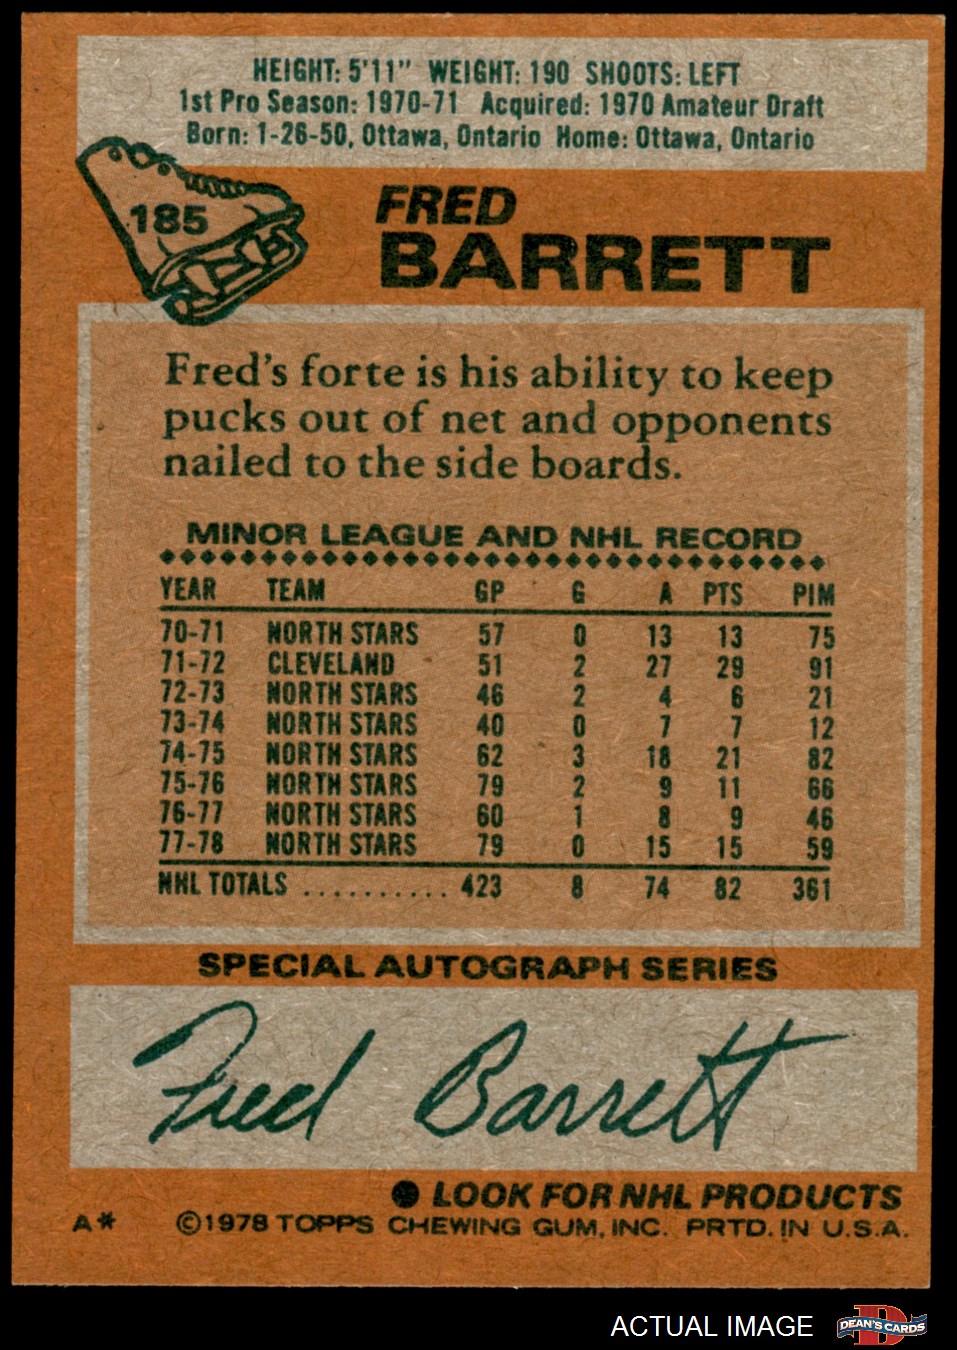 HEIGHT: 5'11" WEIGHT: 190 SHOOTS: LEFT
1st Pro Season: 1970-71 Acquired: 1970 Amateur Draft
Born: 1-26-50, Ottawa, Ontario Home: Ottawa, Ontario
185
FRED
BARRETT
Fred's forte is his ability to keep
pucks out of net and opponents
nailed to the side boards.
MINOR LEAGUE AND NHL RECORD
YEAR TEAM GP G A PTS PIM
70-71 NORTH STARS 57 0 13 13 75
71-72 CLEVELAND 51 2 27 29 91
72-73 NORTH STARS 46 2 4 6 21
73-74 NORTH STARS 40 0 7 7 12
74-75 NORTH STARS 62 3 18 21 82
75-76 NORTH STARS 79 2 9 11 66
76-77 NORTH STARS 60 1 8 9 46
77-78 NORTH STARS 79 0 15 15 59
NHL TOTALS .......... 423 8 74 82 361
SPECIAL AUTOGRAPH SERIES
Fred Barrett
LOOK FOR NHL PRODUCTS
A* ©1978 TOPPS CHEWING GUM, INC. PRTD. IN U.S.A.
ACTUAL IMAGE
D
DEAN'S CARDS